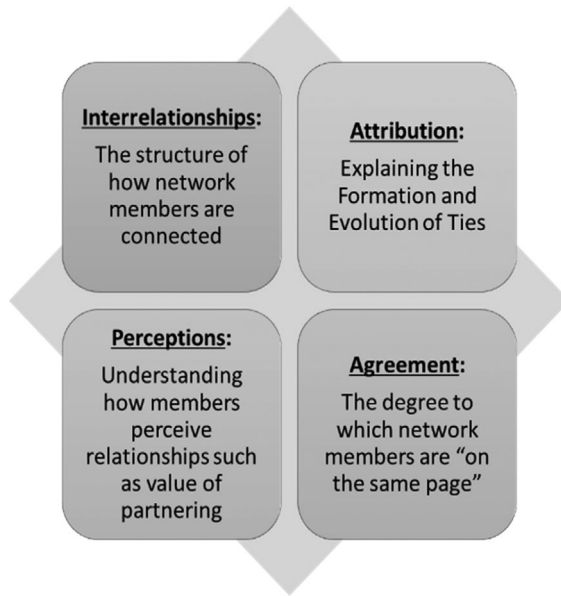 Interrelationships:
The structure of
how network
members are
connected
Attribution:
Explaining the
Formation and
Evolution of Ties
Perceptions:
Understanding
how members
perceive
relationships such
as value of
partnering
Agreement:
The degree to
which network
members are “on
the same page”